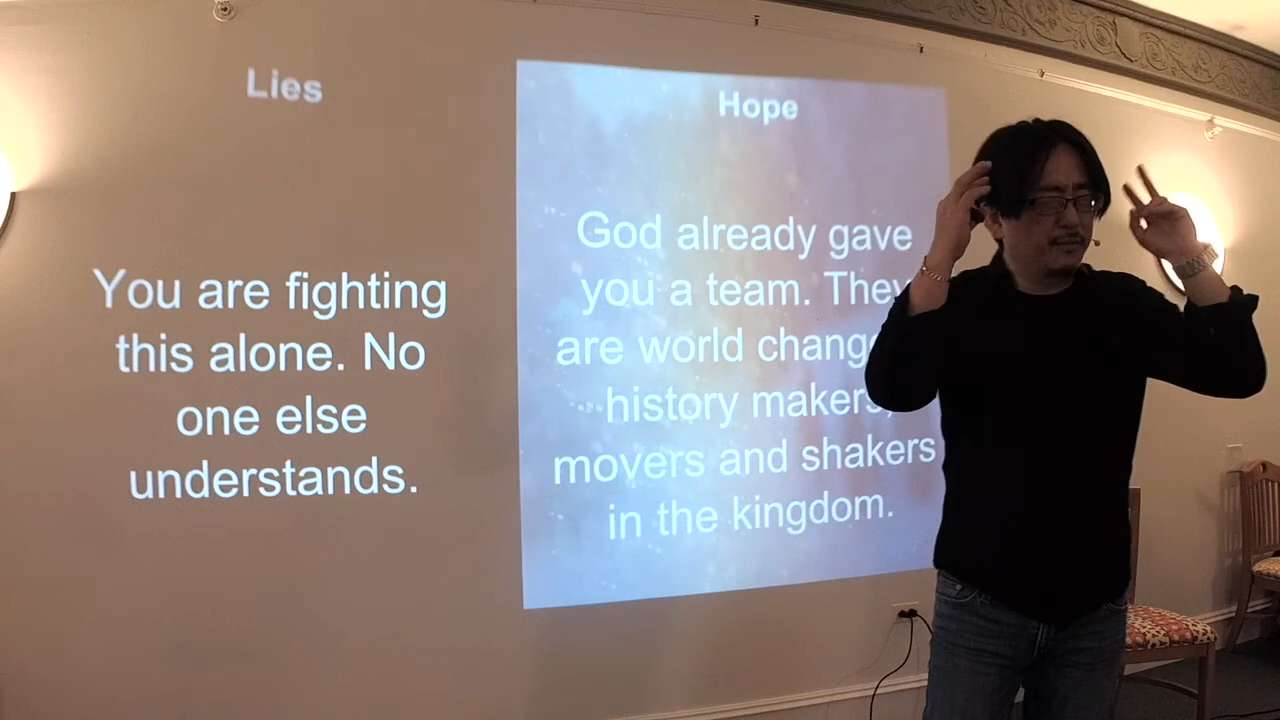 Lies
You are fighting
this alone. No
one else
understands.
Hope
God already gave
you a team. They
are world
history makers,
movers and shakers
in the kingdom.